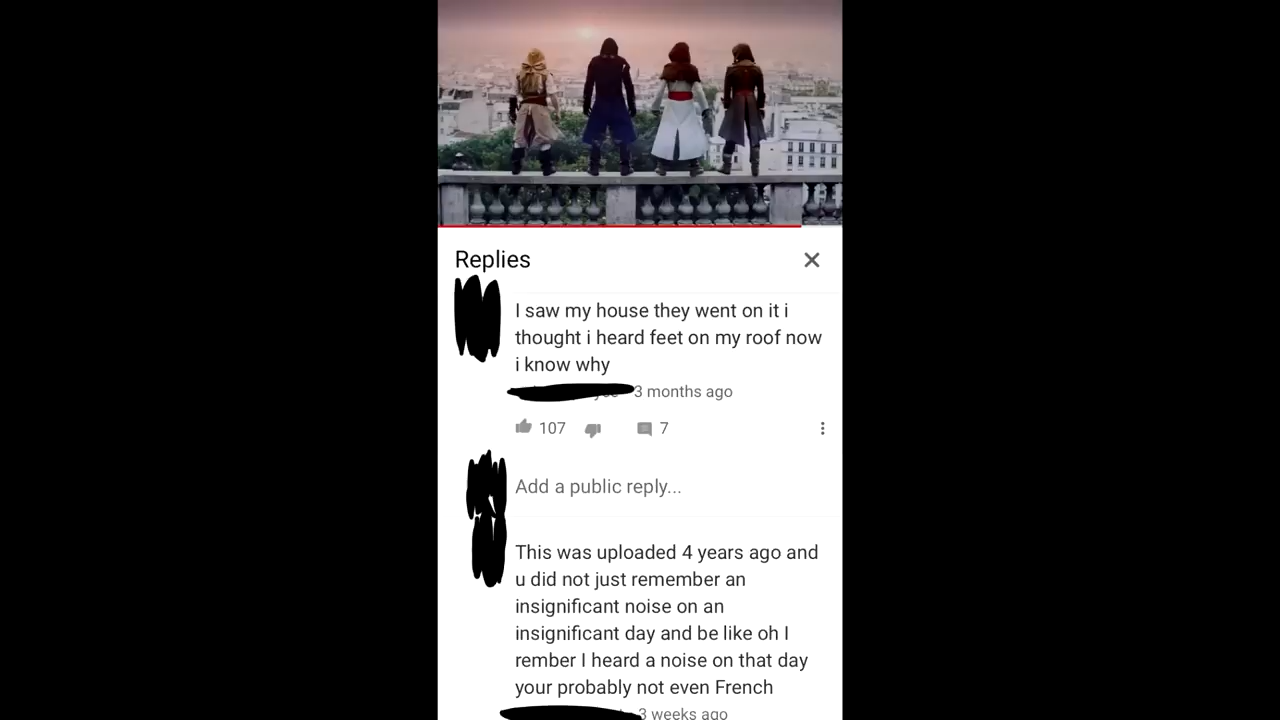 Replies
I saw my house they went on it i
thought i heard feet on my roof now
i know why
3 months ago
107
7
Add a public reply...
This was uploaded 4 years ago and
u did not just remember an
insignificant noise on an
insignificant day and be like oh I
rember I heard a noise on that day
your probably not even French
3 weeks ago